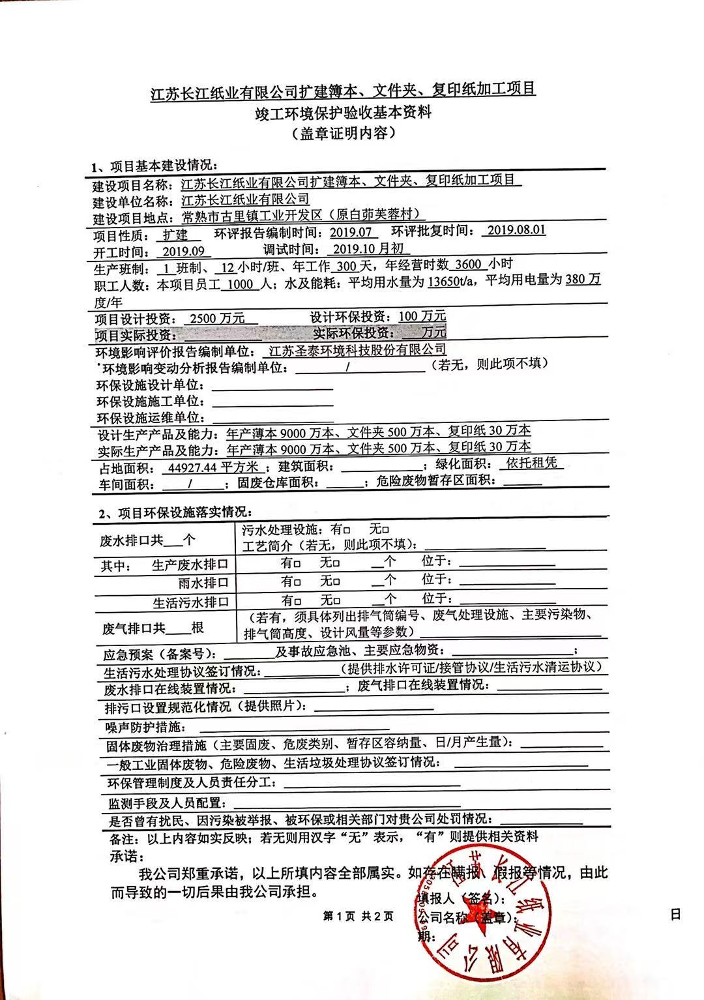 江苏长江纸业有限公司扩建簿本、文件夹、复印纸加工项目
竣工环境保护验收基本资料
（盖章证明内容）
1、项目基本建设情况：
建设项目名称：江苏长江纸业有限公司扩建簿本、文件夹、复印纸加工项目
建设单位名称：江苏长江纸业有限公司
建设项目地点：常熟市古里镇工业开发区（原白茆芙蓉村）
项目性质： 扩建 环评报告编制时间：2019.07 环评批复时间： 2019.08.01
开工时间： 2019.09 调试时间： 2019.10 月初
生产班制： 1 班制、 12 小时/班、年工作 300 天，年经营时数 3600 小时
职工人数：本项目员工 1000 人；水及能耗：平均用水量为 13650t/a，平均用电量为 380 万
度/年
项目设计投资： 2500 万元 设计环保投资：100 万元
项目实际投资：________ 实际环保投资：___万元
环境影响评价报告编制单位： 江苏圣泰环境科技股份有限公司
*环境影响变动分析报告编制单位：______/______（若无，则此项不填）
环保设施设计单位：____________
环保设施施工单位：____________
环保设施运维单位：____________
设计生产产品及能力：年产薄本 9000 万本、文件夹 500 万本、复印纸 30 万本
实际生产产品及能力：年产薄本 9000 万本、文件夹 500 万本、复印纸 30 万本
占地面积： 44927.44 平方米 ；建筑面积：________；绿化面积： 依托租凭
车间面积：___/___；固废仓库面积：____；危险废物暂存区面积：____
2、项目环保设施落实情况：
废水排口共___个
污水处理设施：有□ 无□
工艺简介（若无，则此项不填）：____________
其中： 生产废水排口 有□ 无□ __个 位于：__________
雨水排口 有□ 无□ __个 位于：__________
生活污水排口 有□ 无□ __个 位于：__________
废气排口共____根
（若有，须具体列出排气筒编号、废气处理设施、主要污染物、
排气筒高度、设计风量等参数）____________
应急预案（备案号）：______及事故应急池、主要应急物资：____________；
生活污水处理协议签订情况：________（提供排水许可证/接管协议/生活污水清运协议）
废水排口在线装置情况：__________；废气排口在线装置情况：__________
排污口设置规范化情况（提供照片）：____________
噪声防护措施：____________
固体废物治理措施（主要固废、危废类别、暂存区容纳量、日/月产生量）：________
一般工业固体废物、危险废物、生活垃圾处理协议签订情况：____________
环保管理制度及人员责任分工：____________
监测手段及人员配置：____________
是否曾有扰民、因污染被举报、被环保或相关部门对贵公司处罚情况：________
备注：以上内容如实反映；若无则用汉字“无”表示，“有”则提供相关资料
承诺：
我公司郑重承诺，以上所填内容全部属实。如存在瞒报、假报等情况，由此
而导致的一切后果由我公司承担。
填报人（签名）：
第 1 页 共 2 页
公司名称（盖章）：
日
期：
江苏长江纸业有限公司